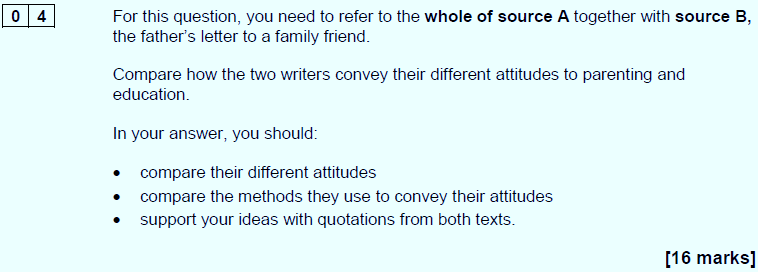 0 4 For this question, you need to refer to the whole of source A together with source B,
the father's letter to a family friend.
Compare how the two writers convey their different attitudes to parenting and
education.
In your answer, you should:
• compare their different attitudes
• compare the methods they use to convey their attitudes
• support your ideas with quotations from both texts.
[16 marks]